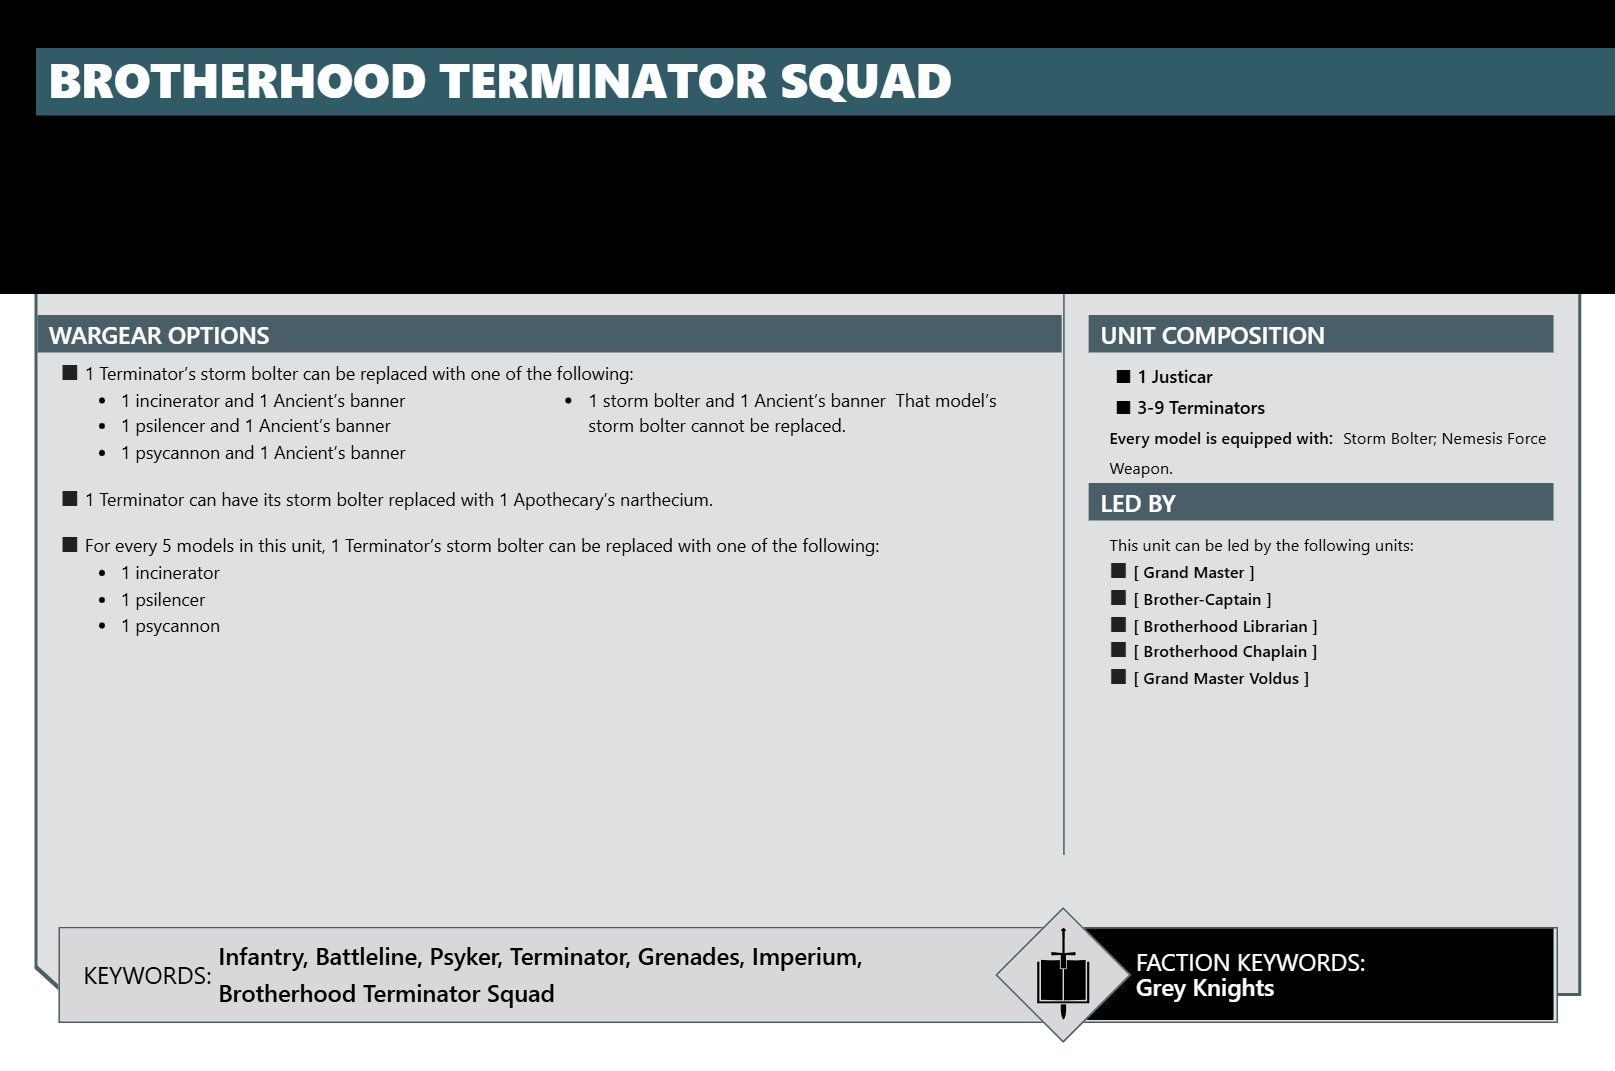 BROTHERHOOD TERMINATOR SQUAD
WARGEAR OPTIONS
1 Terminator’s storm bolter can be replaced with one of the following:
1 incinerator and 1 Ancient’s banner
1 psilencer and 1 Ancient’s banner
1 psycannon and 1 Ancient’s banner
1 storm bolter and 1 Ancient’s banner That model’s
storm bolter cannot be replaced.
1 Terminator can have its storm bolter replaced with 1 Apothecary’s narthecium.
For every 5 models in this unit, 1 Terminator’s storm bolter can be replaced with one of the following:
1 incinerator
1 psilencer
1 psycannon
UNIT COMPOSITION
1 Justicar
3-9 Terminators
Every model is equipped with: Storm Bolter; Nemesis Force
Weapon.
LED BY
This unit can be led by the following units:
[ Grand Master ]
[ Brother-Captain ]
[ Brotherhood Librarian ]
[ Brotherhood Chaplain ]
[ Grand Master Voldus ]
KEYWORDS: Infantry, Battleline, Psyker, Terminator, Grenades, Imperium,
Brotherhood Terminator Squad
FACTION KEYWORDS:
Grey Knights